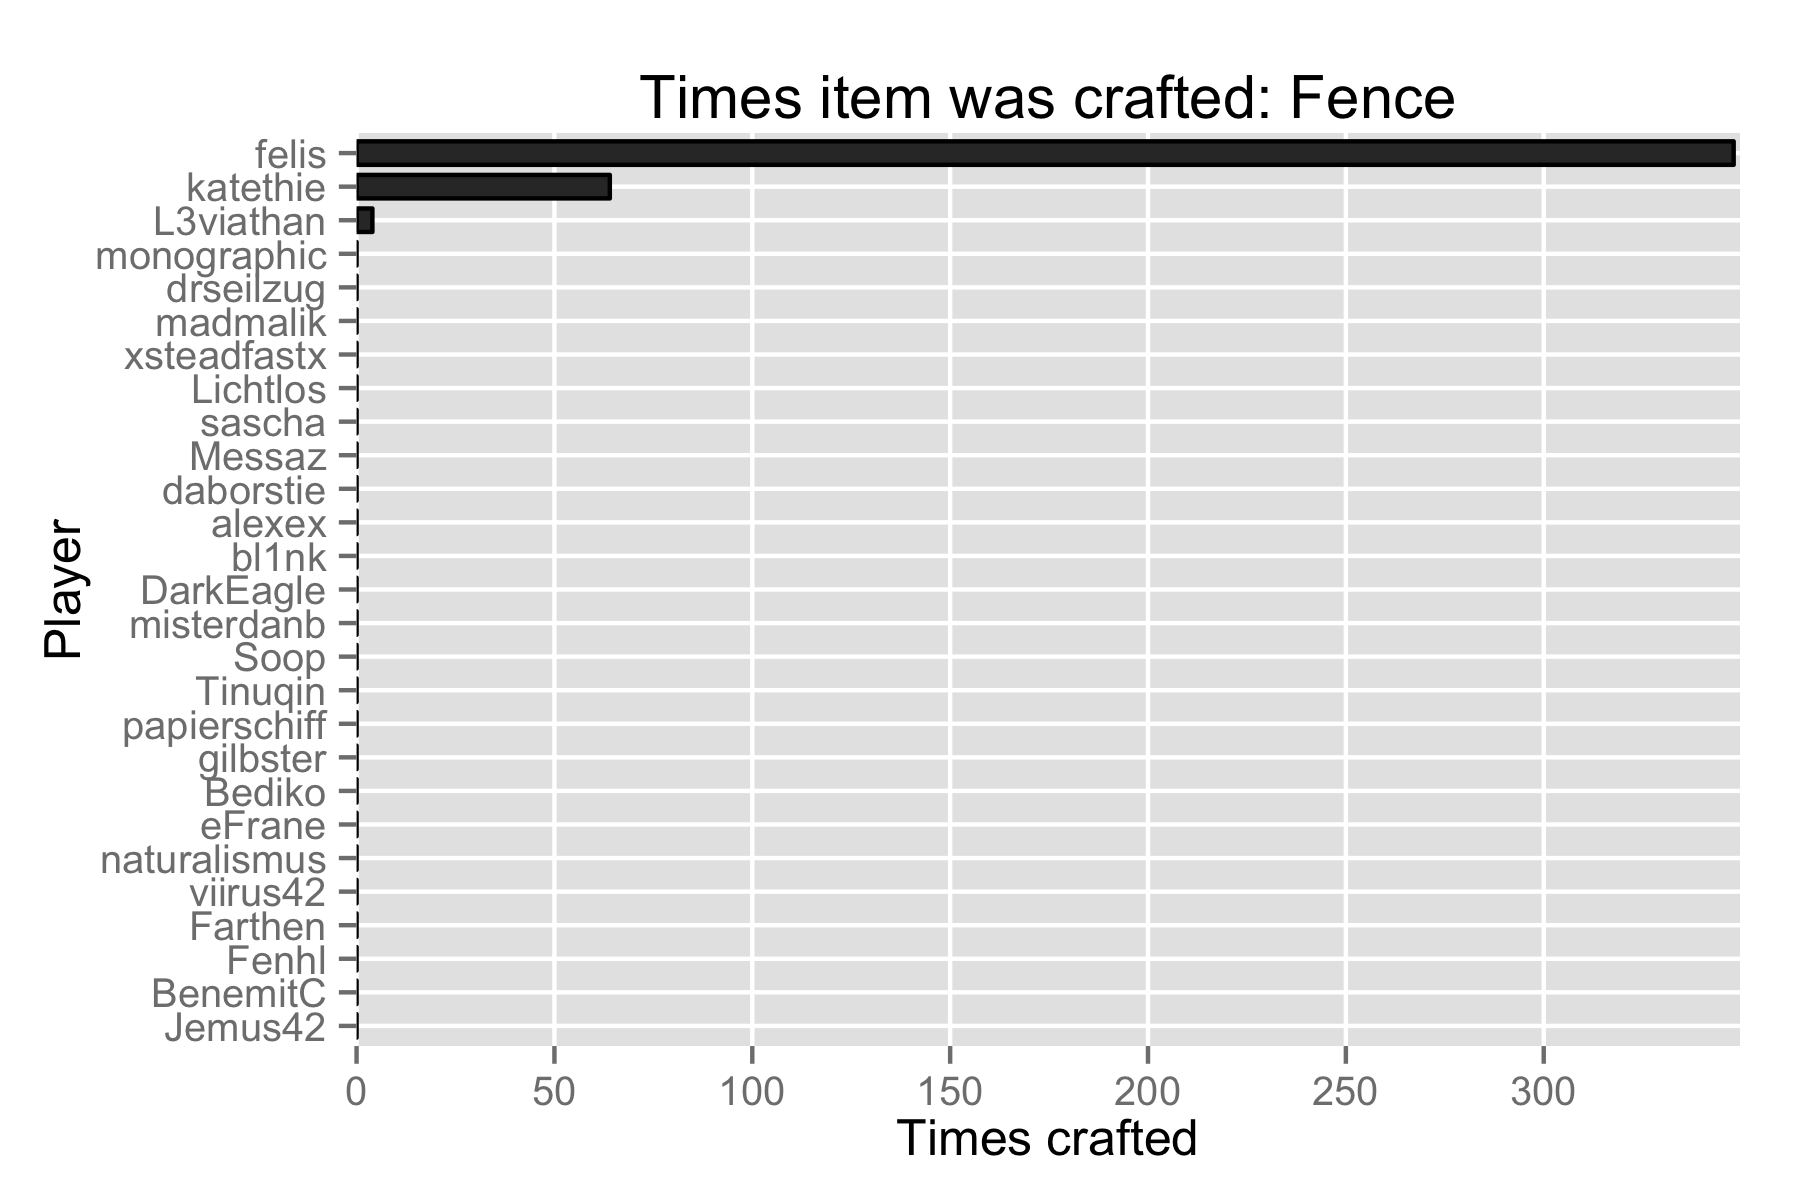 Times item was crafted: Fence
felis
katethie
L3viathan
monographic
drseilzug
madmalik
xsteadfastx
Lichtlos
sascha
Messaz
daborstie
alexex
bl1nk
DarkEagle
misterdanb
Soop
Tinuqin
papierschiff
gilbster
Bediko
eFrane
naturalismus
viirus42
Farthen
Fenhl
BenemitC
Jemus42
Player
0 50 100 150 200 250 300
Times crafted